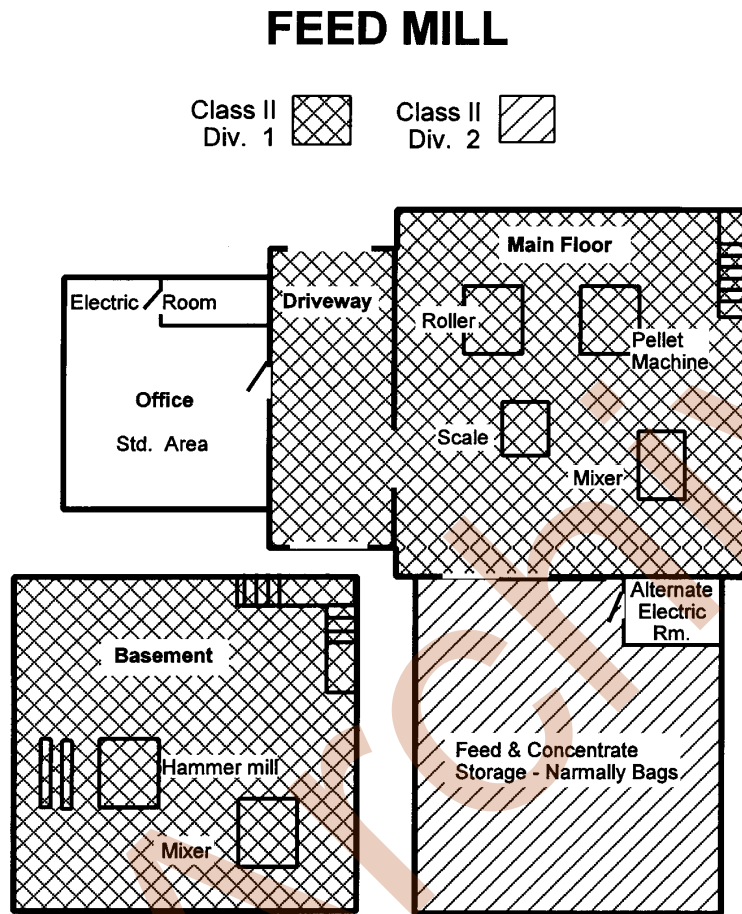 FEED MILL
Class II
Div. 1
Class II
Div. 2
Main Floor
Electric Room
Driveway
Roller
Pellet
Machine
Office
Std. Area
Scale
Mixer
Alternate
Electric
Rm.
Basement
Feed & Concentrate
Storage - Narmally Bags
Hammer mill
Mixer